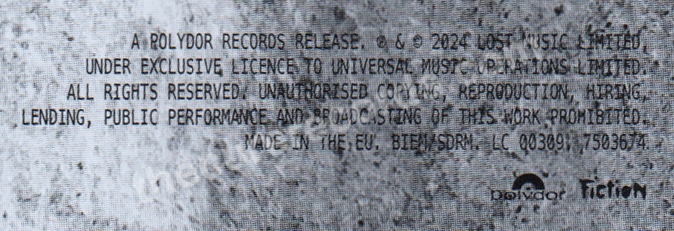 A POLYDOR RECORDS RELEASE. ℗ & © 2024 LOST MUSIC LIMITED.
UNDER EXCLUSIVE LICENCE TO UNIVERSAL MUSIC OPERATIONS LIMITED.
ALL RIGHTS RESERVED. UNAUTHORISED COPYING, REPRODUCTION, HIRING,
LENDING, PUBLIC PERFORMANCE AND BROADCASTING OF THIS WORK PROHIBITED.
MADE IN THE EU. BIEM/SDRM. LC 00309. 7503674
polydor FictioN